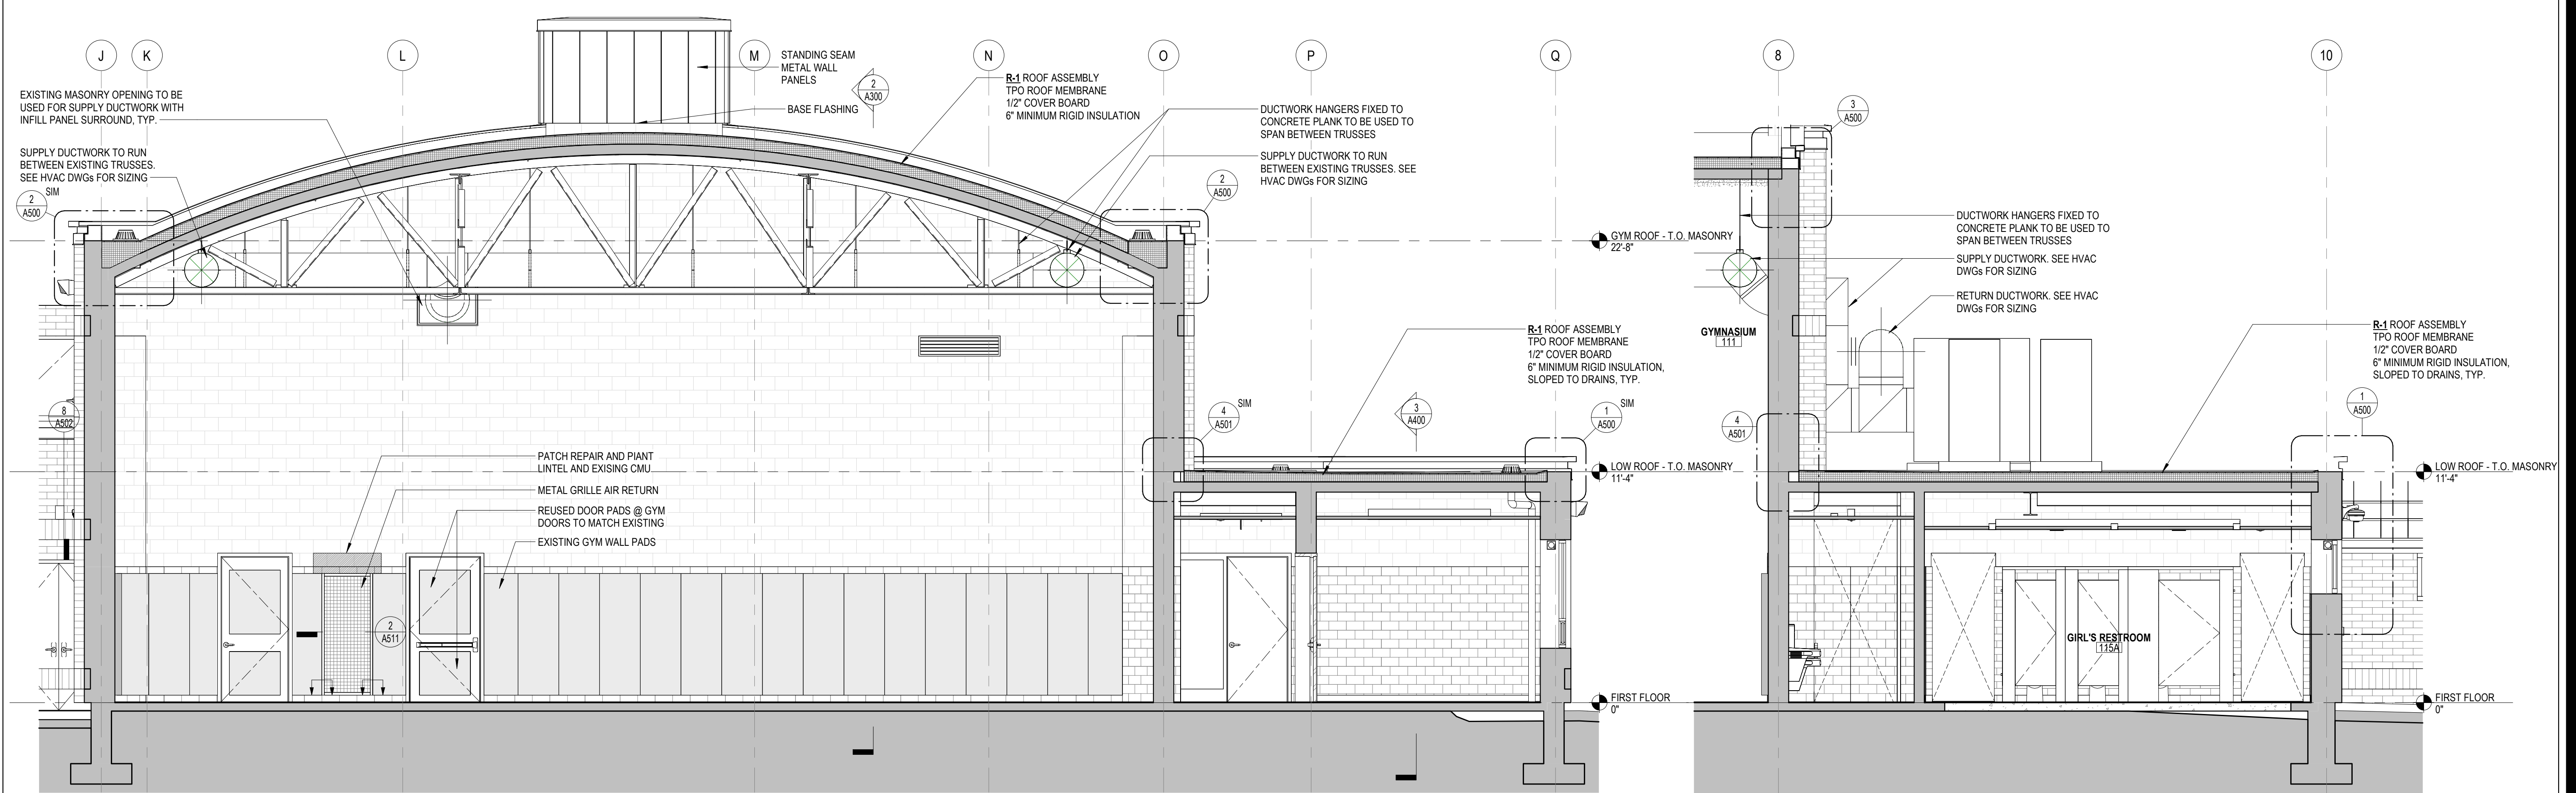 J
K
L
M
N
O
P
Q
8
10
STANDING SEAM
METAL WALL
PANELS
BASE FLASHING
2
A300
R-1 ROOF ASSEMBLY
TPO ROOF MEMBRANE
1/2" COVER BOARD
6" MINIMUM RIGID INSULATION
DUCTWORK HANGERS FIXED TO
CONCRETE PLANK TO BE USED TO
SPAN BETWEEN TRUSSES
SUPPLY DUCTWORK TO RUN
BETWEEN EXISTING TRUSSES. SEE
HVAC DWGs FOR SIZING
EXISTING MASONRY OPENING TO BE
USED FOR SUPPLY DUCTWORK WITH
INFILL PANEL SURROUND, TYP.
SUPPLY DUCTWORK TO RUN
BETWEEN EXISTING TRUSSES.
SEE HVAC DWGs FOR SIZING
2
A500
SIM
2
A500
GYM ROOF - T.O. MASONRY
22'-8"
R-1 ROOF ASSEMBLY
TPO ROOF MEMBRANE
1/2" COVER BOARD
6" MINIMUM RIGID INSULATION,
SLOPED TO DRAINS, TYP.
8
A502
4
A501
SIM
3
A400
1
A500
SIM
PATCH REPAIR AND PIANT
LINTEL AND EXISING CMU
METAL GRILLE AIR RETURN
REUSED DOOR PADS @ GYM
DOORS TO MATCH EXISTING
EXISTING GYM WALL PADS
2
A511
LOW ROOF - T.O. MASONRY
11'-4"
FIRST FLOOR
0"
3
A500
DUCTWORK HANGERS FIXED TO
CONCRETE PLANK TO BE USED TO
SPAN BETWEEN TRUSSES
SUPPLY DUCTWORK. SEE HVAC
DWGs FOR SIZING
RETURN DUCTWORK. SEE HVAC
DWGs FOR SIZING
GYMNASIUM
111
R-1 ROOF ASSEMBLY
TPO ROOF MEMBRANE
1/2" COVER BOARD
6" MINIMUM RIGID INSULATION,
SLOPED TO DRAINS, TYP.
4
A501
1
A500
LOW ROOF - T.O. MASONRY
11'-4"
GIRL'S RESTROOM
115A
FIRST FLOOR
0"